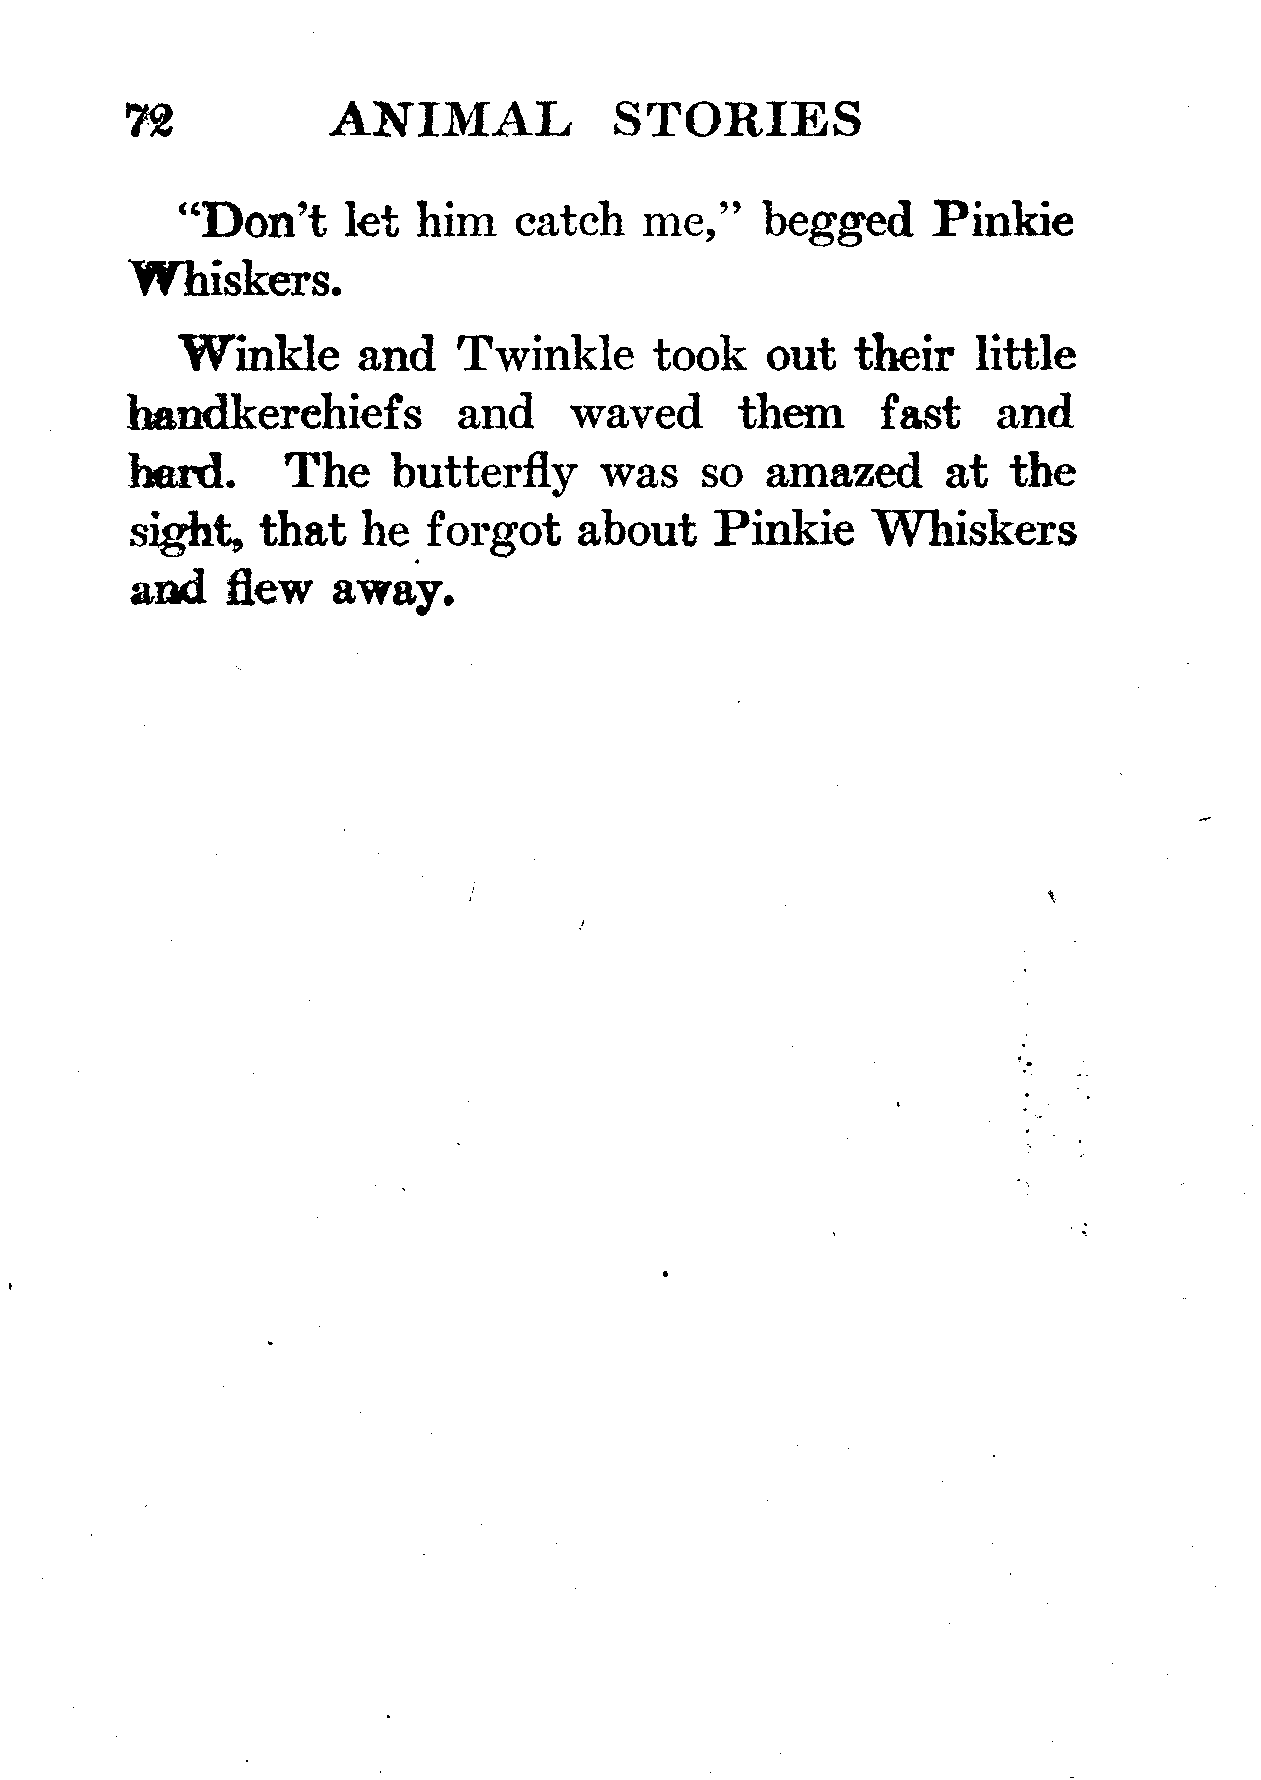 72 ANIMAL STORIES
“Don’t let him catch me,” begged Pinkie
Whiskers.
Winkle and Twinkle took out their little
handkerchiefs and waved them fast and
hard. The butterfly was so amazed at the
sight, that he forgot about Pinkie Whiskers
and flew away.